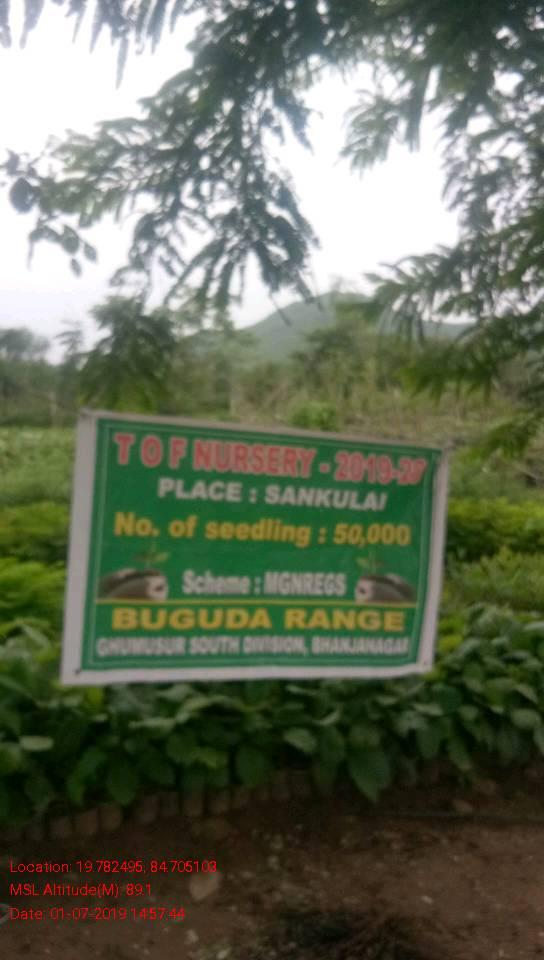 T O F NURSERY - 2019-20
PLACE : SANKULAI
No. of seedling : 50,000
Scheme : MGNREGS
BUGUDA RANGE
GHUMUSUR SOUTH DIVISION, BHANJANAGAR
Location: 19.782495, 84.705103
MSL Altitude(M): 89.1
Date: 01-07-2019 14:57:44